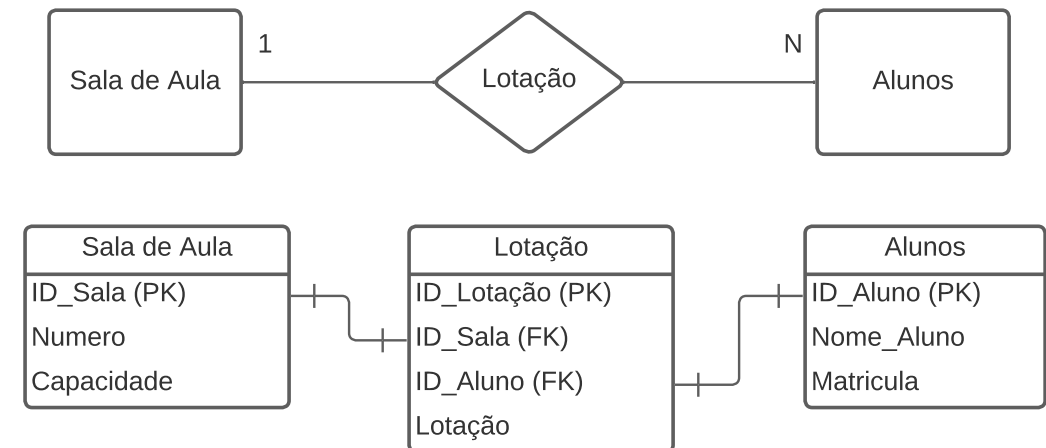 1
N
Sala de Aula
Lotação
Alunos
Sala de Aula
ID_Sala (PK)
Numero
Capacidade
Lotação
ID_Lotação (PK)
ID_Sala (FK)
ID_Aluno (FK)
Lotação
Alunos
ID_Aluno (PK)
Nome_Aluno
Matricula